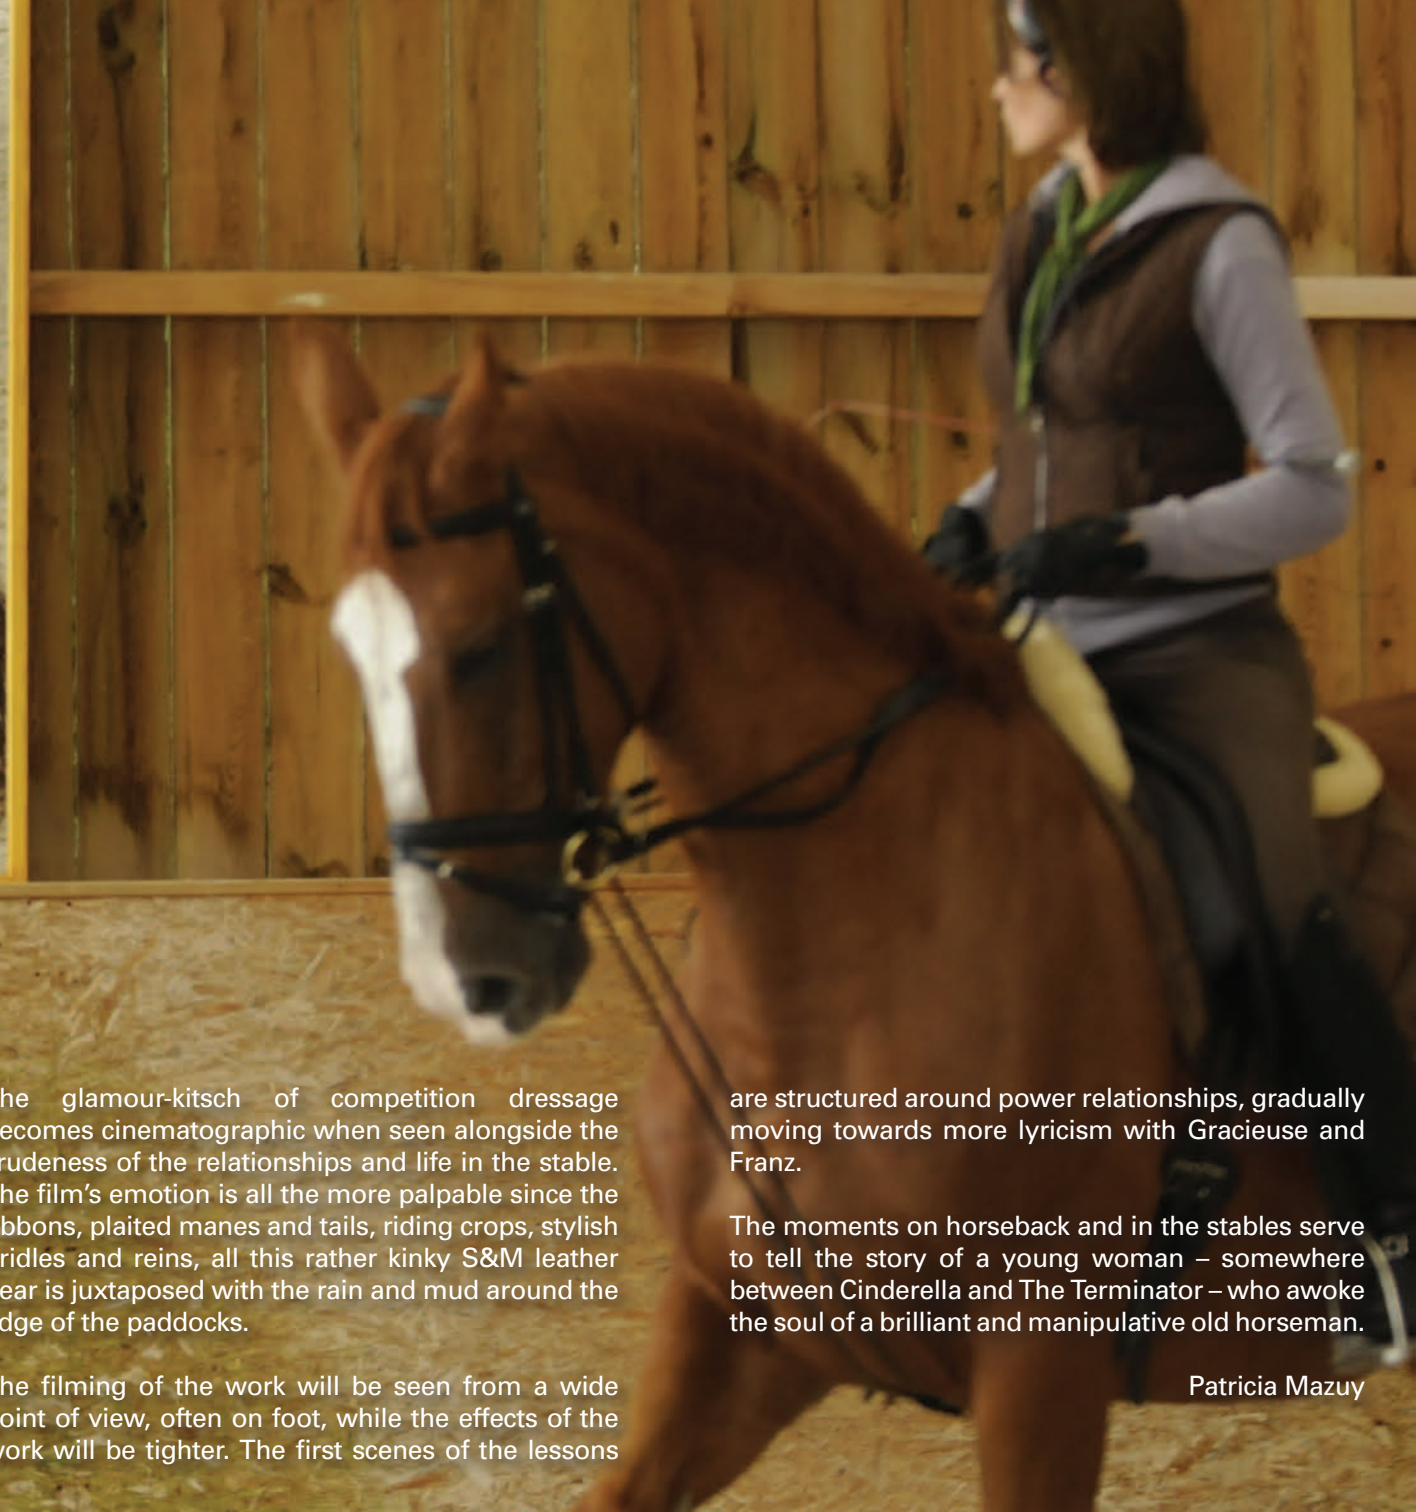 he glamour-kitsch of competition dressage
ecomes cinematographic when seen alongside the
rudeness of the relationships and life in the stable.
he film's emotion is all the more palpable since the
bbons, plaited manes and tails, riding crops, stylish
ridles and reins, all this rather kinky S&M leather
ear is juxtaposed with the rain and mud around the
dge of the paddocks.
he filming of the work will be seen from a wide
oint of view, often on foot, while the effects of the
work will be tighter. The first scenes of the lessons
are structured around power relationships, gradually
moving towards more lyricism with Gracieuse and
Franz.
The moments on horseback and in the stables serve
to tell the story of a young woman – somewhere
between Cinderella and The Terminator – who awoke
the soul of a brilliant and manipulative old horseman.
Patricia Mazuy